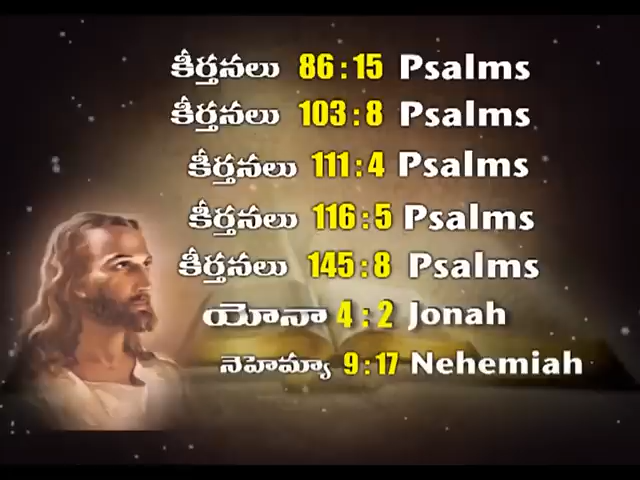 కీర్తనలు 86 : 15 Psalms
కీర్తనలు 103 : 8 Psalms
కీర్తనలు 111 : 4 Psalms
కీర్తనలు 116 : 5 Psalms
కీర్తనలు 145 : 8 Psalms
యోనా 4 : 2 Jonah
నెహెమ్యా 9 : 17 Nehemiah